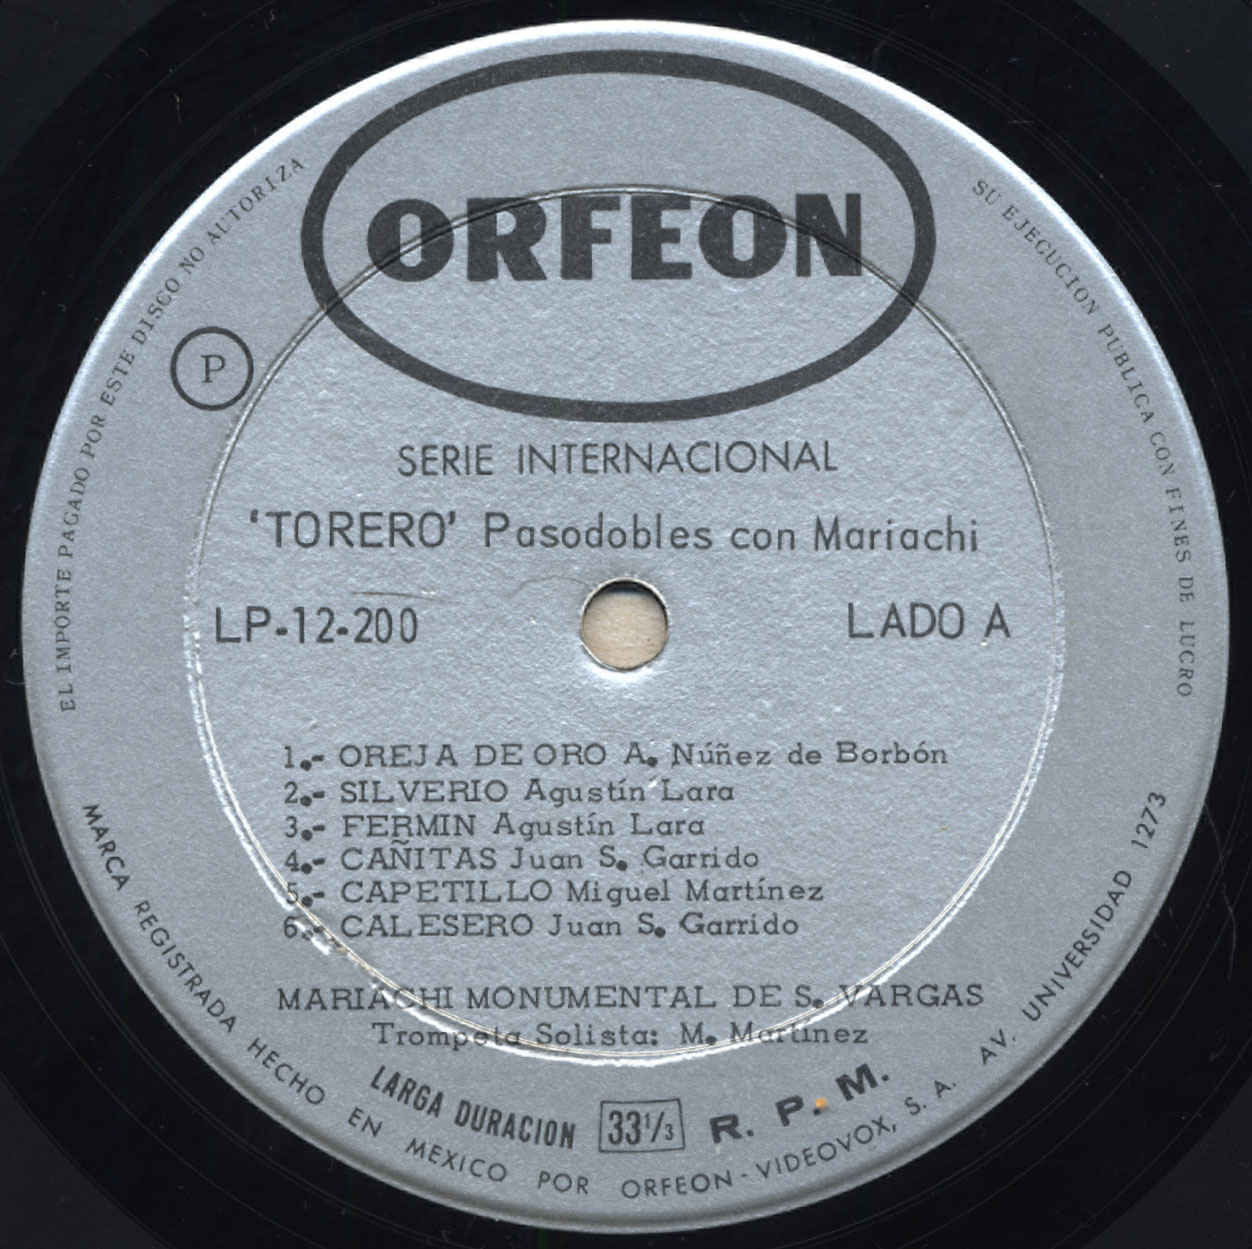 ORFEON
EL IMPORTE PAGADO POR ESTE DISCO NO AUTORIZA
SU EJECUCION PUBLICA CON FINES DE LUCRO
P
SERIE INTERNACIONAL
'TORERO' Pasodobles con Mariachi
LP-12-200
LADO A
1.- OREJA DE ORO A. Núñez de Borbón
2.- SILVERIO Agustín Lara
3.- FERMIN Agustín Lara
4.- CAÑITAS Juan S. Garrido
5.- CAPETILLO Miguel Martínez
6.- CALESERO Juan S. Garrido
MARIACHI MONUMENTAL DE S. VARGAS
Trompeta Solista: M. Martínez
LARGA DURACION 33 1/3 R. P. M.
MARCA REGISTRADA HECHO EN MEXICO POR ORFEON - VIDEOVOX, S. A. AV. UNIVERSIDAD 1273